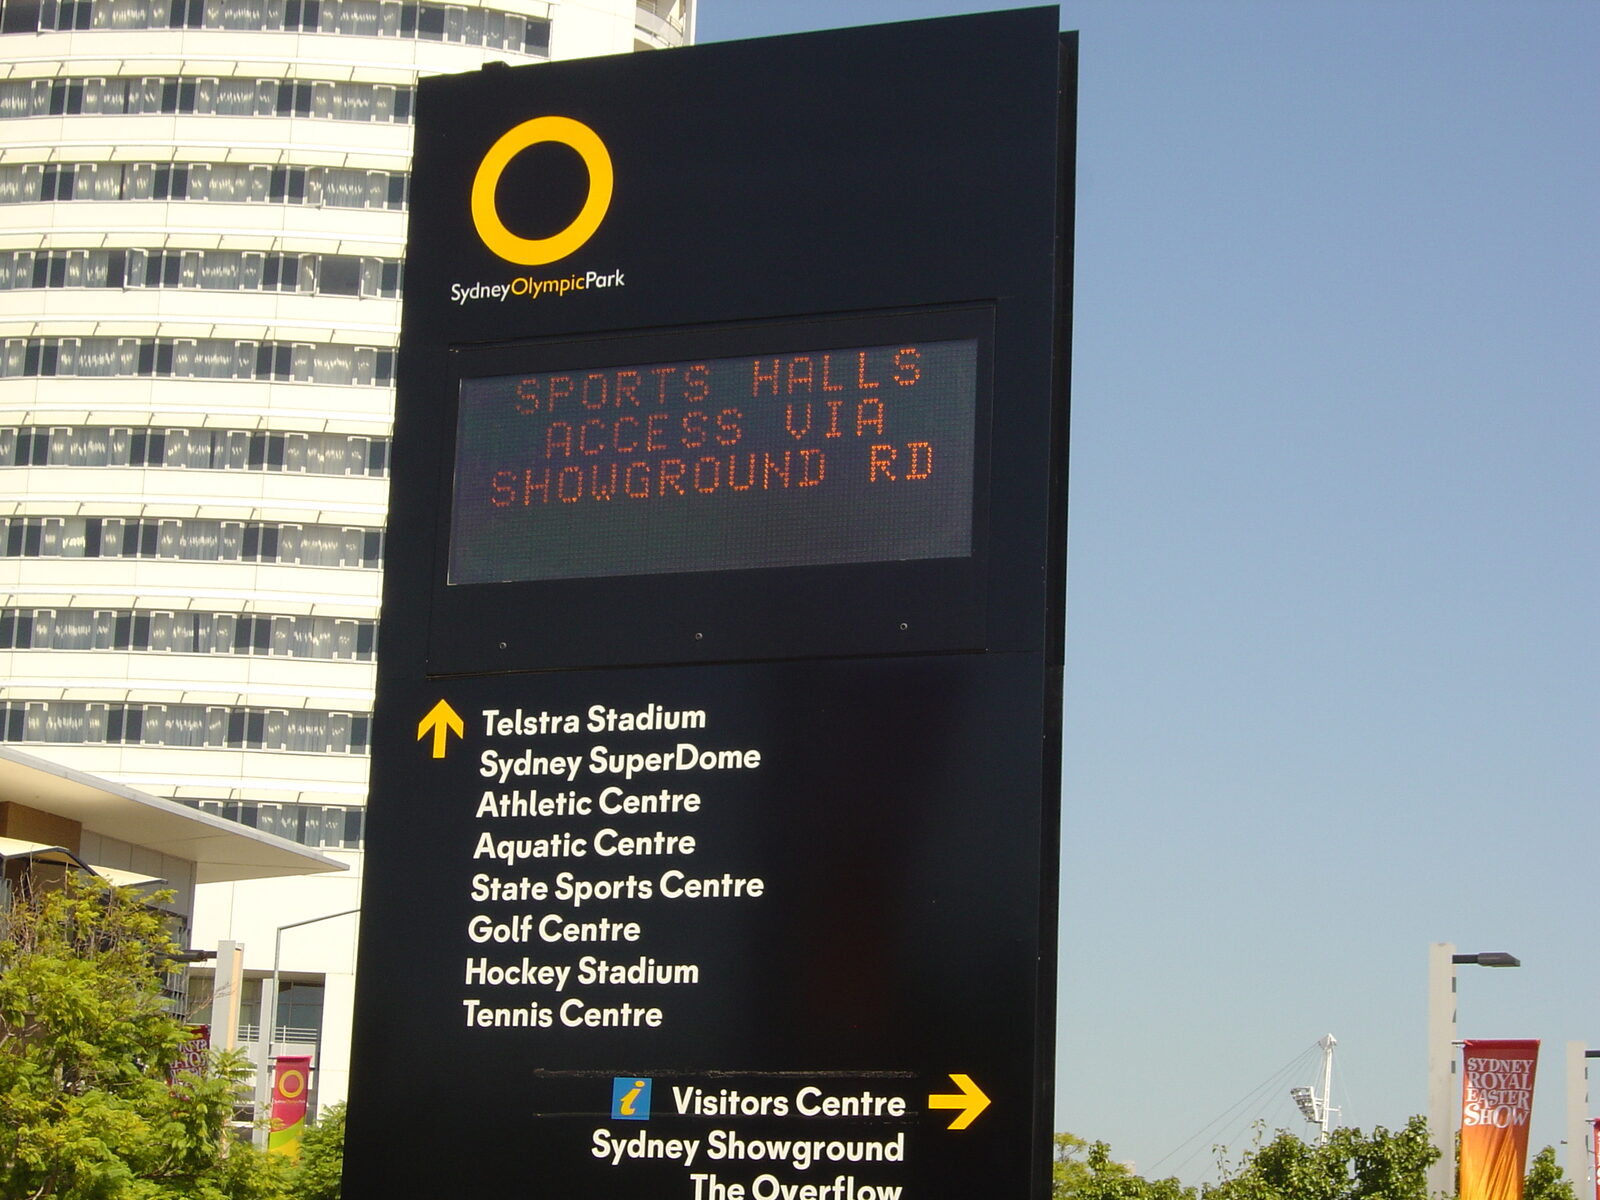 SydneyOlympicPark
SPORTS HALLS
ACCESS VIA
SHOWGROUND RD
Telstra Stadium
Sydney SuperDome
Athletic Centre
Aquatic Centre
State Sports Centre
Golf Centre
Hockey Stadium
Tennis Centre
i Visitors Centre
Sydney Showground
The Overflow
SYDNEY
ROYAL
EASTER
SHOW